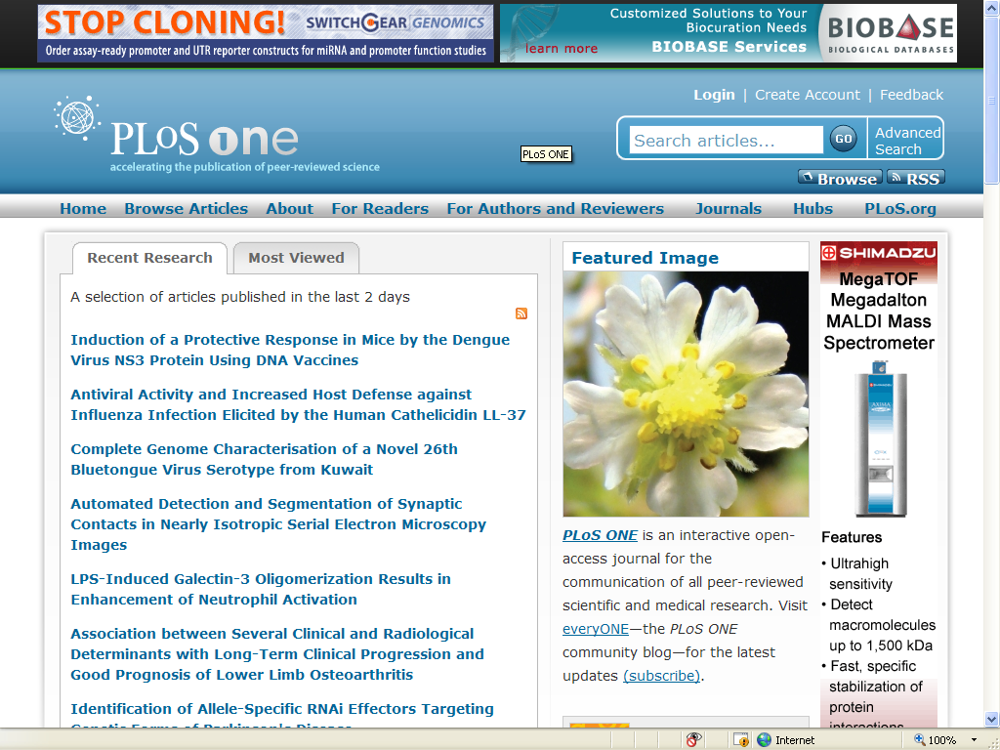 STOP CLONING!
SWITCHGEAR GENOMICS
Order assay-ready promoter and UTR reporter constructs for miRNA and promoter function studies
Customized Solutions to Your
Biocuration Needs
learn more
BIOBASE Services
BIOBASE
BIOLOGICAL DATABASES
Login | Create Account | Feedback
PLoS one
accelerating the publication of peer-reviewed science
PLoS ONE
Search articles...
GO
Advanced
Search
Browse
RSS
Home
Browse Articles
About
For Readers
For Authors and Reviewers
Journals
Hubs
PLoS.org
Recent Research
Most Viewed
A selection of articles published in the last 2 days
Induction of a Protective Response in Mice by the Dengue
Virus NS3 Protein Using DNA Vaccines
Antiviral Activity and Increased Host Defense against
Influenza Infection Elicited by the Human Cathelicidin LL-37
Complete Genome Characterisation of a Novel 26th
Bluetongue Virus Serotype from Kuwait
Automated Detection and Segmentation of Synaptic
Contacts in Nearly Isotropic Serial Electron Microscopy
Images
LPS-Induced Galectin-3 Oligomerization Results in
Enhancement of Neutrophil Activation
Association between Several Clinical and Radiological
Determinants with Long-Term Clinical Progression and
Good Prognosis of Lower Limb Osteoarthritis
Identification of Allele-Specific RNAi Effectors Targeting
Genetic Forms of Parkinson's Disease
Featured Image
PLoS ONE is an interactive open-
access journal for the
communication of all peer-reviewed
scientific and medical research. Visit
everyONE—the PLoS ONE
community blog—for the latest
updates (subscribe).
SHIMADZU
MegaTOF
Megadalton
MALDI Mass
Spectrometer
AXIMA
Features
• Ultrahigh
sensitivity
• Detect
macromolecules
up to 1,500 kDa
• Fast, specific
stabilization of
protein
interactions
Internet
100%